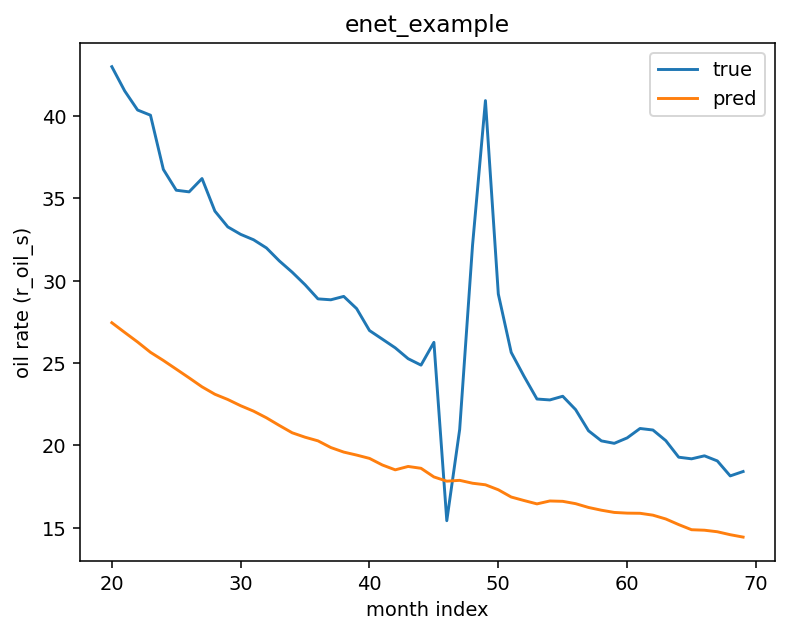 enet_example
true
pred
oil rate (r_oil_s)
40
35
30
25
20
15
20 30 40 50 60 70
month index